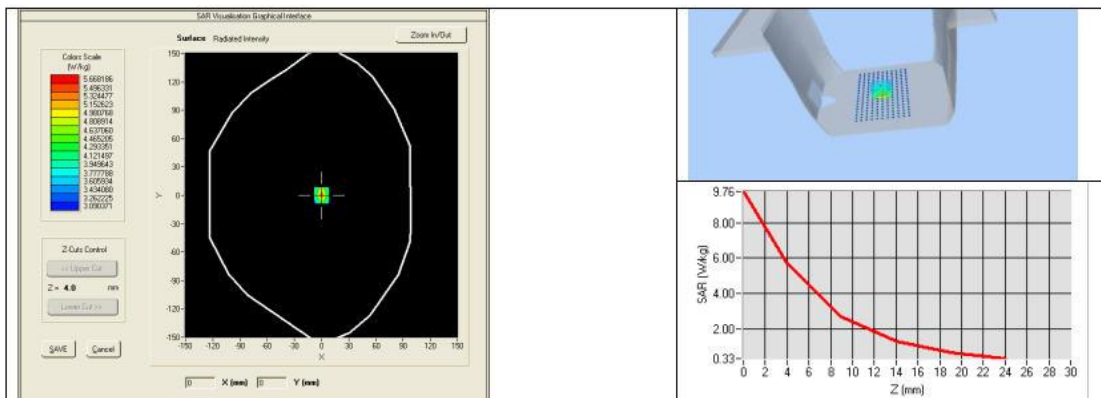 SAR Visualisation Graphical Interface
Surface Radiated Intensity
Zoom In/Out
Colors Scale
(W/kg)
5.668186
5.496331
5.324477
5.152623
4.980768
4.808914
4.637060
4.465205
4.293351
4.121497
3.949643
3.777788
3.605934
3.434080
3.262225
3.090371
Z-Cuts Control
<< Upper Cut
Z = 4.0 mm
Lower Cut >>
SAVE Cancel
150
120
90
60
30
0
-30
-60
-90
-120
-150
Y
-150 -120 -90 -60 -30 0 30 60 90 120 150
X
0 X (mm) 0 Y (mm)
9.76
8.00
6.00
4.00
2.00
0.33
SAR (W/kg)
0 2 4 6 8 10 12 14 16 18 20 22 24 26 28 30
Z (mm)